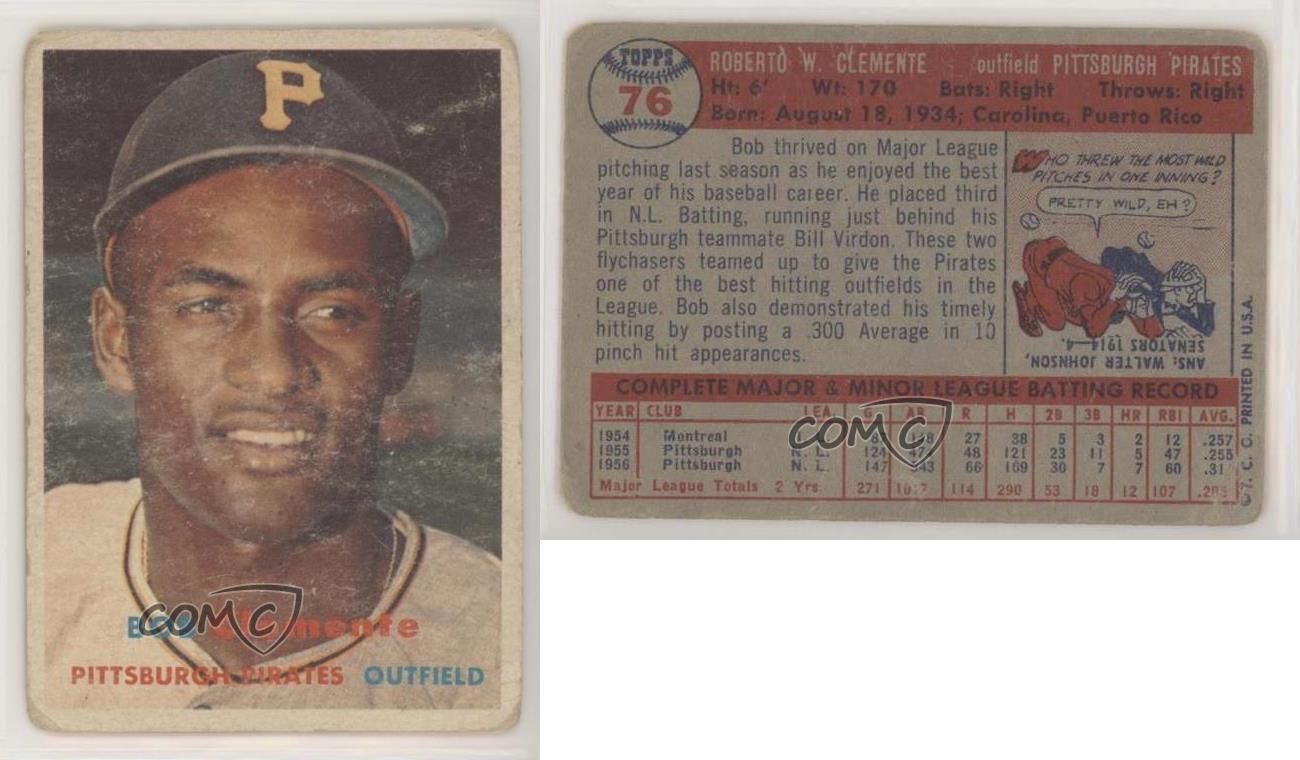 P
BOB Clemente
PITTSBURGH PIRATES OUTFIELD
COMC
TOPPS
76
ROBERTO W. CLEMENTE outfield PITTSBURGH PIRATES
Ht: 6' Wt: 170 Bats: Right Throws: Right
Born: August 18, 1934; Carolina, Puerto Rico
Bob thrived on Major League
pitching last season as he enjoyed the best
year of his baseball career. He placed third
in N.L. Batting, running just behind his
Pittsburgh teammate Bill Virdon. These two
flychasers teamed up to give the Pirates
one of the best hitting outfields in the
League. Bob also demonstrated his timely
hitting by posting a .300 Average in 10
pinch hit appearances.
WHO THREW THE MOST WILD
PITCHES IN ONE INNING?
PRETTY WILD, EH?
ANS: WALTER JOHNSON,
SENATORS 1914—4.
COMPLETE MAJOR & MINOR LEAGUE BATTING RECORD
YEAR CLUB LEA. G AB R H 2B 3B HR RBI AVG.
1954 Montreal 27 38 5 3 2 12 .257
1955 Pittsburgh N. L. 124 48 121 23 11 5 47 .255
1956 Pittsburgh N. L. 147 543 66 169 30 7 7 60
Major League Totals 2 Yrs. 271 114 290 53 18 12 107
COMC
© T. C. G. PRINTED IN U.S.A.